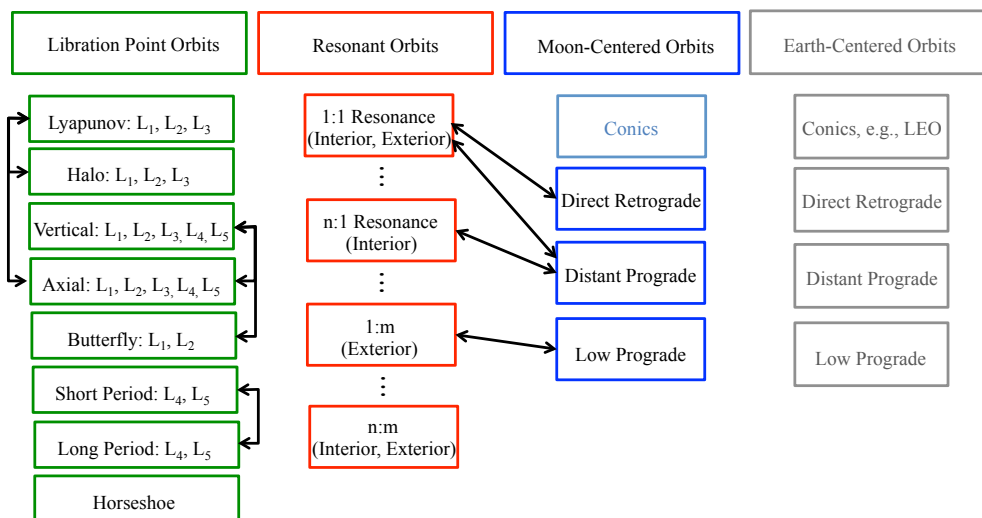 Libration Point Orbits
Resonant Orbits
Moon-Centered Orbits
Earth-Centered Orbits
Lyapunov: L₁, L₂, L₃
Halo: L₁, L₂, L₃
Vertical: L₁, L₂, L₃, L₄, L₅
Axial: L₁, L₂, L₃, L₄, L₅
Butterfly: L₁, L₂
Short Period: L₄, L₅
Long Period: L₄, L₅
Horseshoe
1:1 Resonance
(Interior, Exterior)
n:1 Resonance
(Interior)
1:m
(Exterior)
n:m
(Interior, Exterior)
Conics
Direct Retrograde
Distant Prograde
Low Prograde
Conics, e.g., LEO
Direct Retrograde
Distant Prograde
Low Prograde